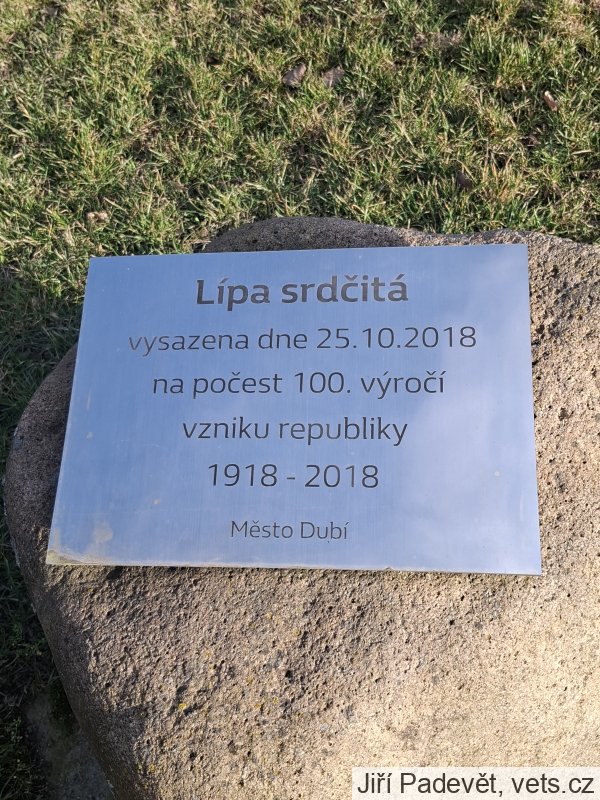 Lípa srdčitá
vysazena dne 25.10.2018
na počest 100. výročí
vzniku republiky
1918 - 2018
Město Dubí
Jiří Padevět, vets.cz